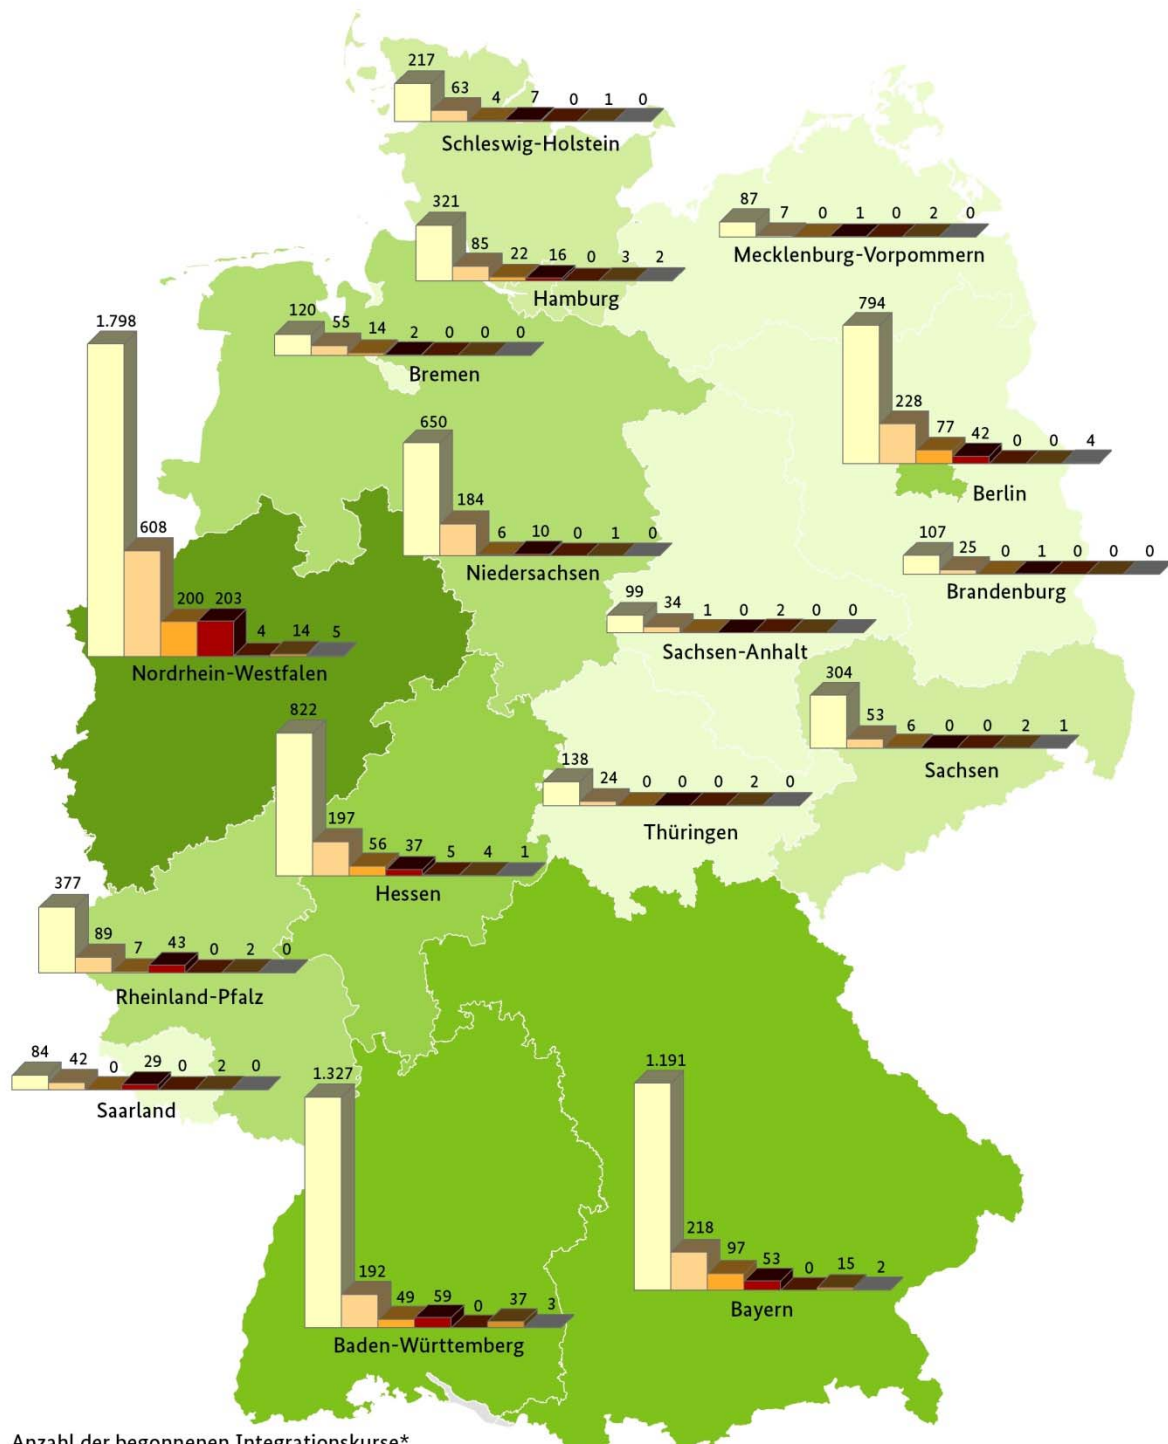 217 63 4 7 0 1 0
Schleswig-Holstein
87 7 0 1 0 2 0
Mecklenburg-Vorpommern
321 85 22 16 0 3 2
Hamburg
120 55 14 2 0 0 0
Bremen
794 228 77 42 0 0 4
Berlin
1.798 608 200 203 4 14 5
Nordrhein-Westfalen
650 184 6 10 0 1 0
Niedersachsen
107 25 0 1 0 0 0
Brandenburg
99 34 1 0 2 0 0
Sachsen-Anhalt
304 53 6 0 0 2 1
Sachsen
822 197 56 37 5 4 1
Hessen
138 24 0 0 0 2 0
Thüringen
377 89 7 43 0 2 0
Rheinland-Pfalz
84 42 0 29 0 2 0
Saarland
1.327 192 49 59 0 37 3
Baden-Württemberg
1.191 218 97 53 0 15 2
Bayern
Anzahl der begonnenen Integrationskurse*